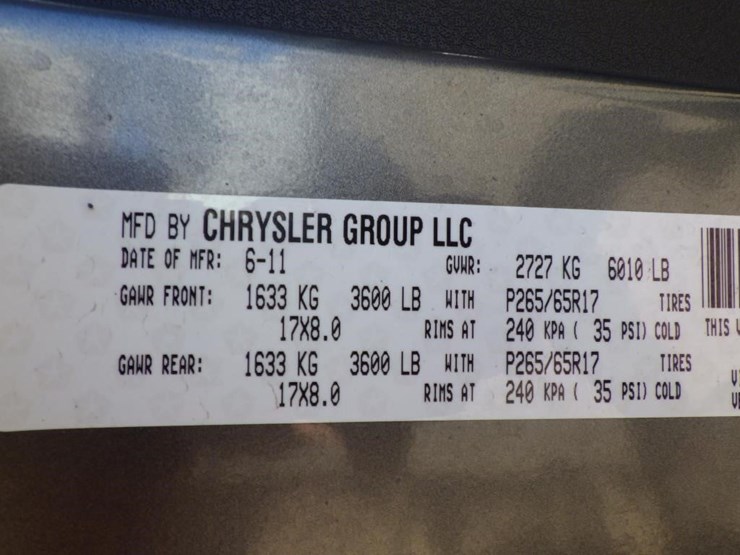 MFD BY CHRYSLER GROUP LLC
DATE OF MFR: 6-11 GVWR: 2727 KG 6010 LB
GAWR FRONT: 1633 KG 3600 LB WITH P265/65R17 TIRES
17X8.0 RIMS AT 240 KPA ( 35 PSI) COLD THIS
GAWR REAR: 1633 KG 3600 LB WITH P265/65R17 TIRES
17X8.0 RIMS AT 240 KPA ( 35 PSI) COLD